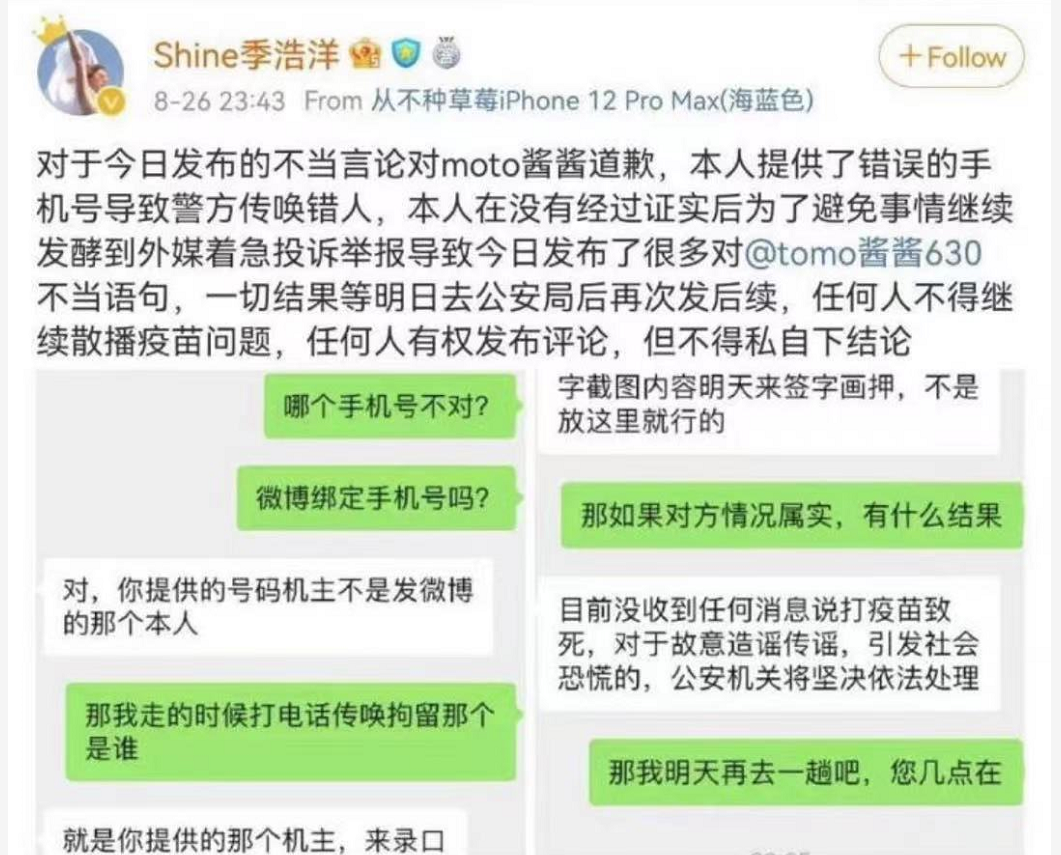 Shine季浩洋
+Follow
8-26 23:43 From 从不种草莓iPhone 12 Pro Max(海蓝色)
对于今日发布的不当言论对moto酱酱道歉，本人提供了错误的手
机号导致警方传唤错人，本人在没有经过证实后为了避免事情继续
发酵到外媒着急投诉举报导致今日发布了很多对@tomo酱酱630
不当语句，一切结果等明日去公安局后再次发后续，任何人不得继
续散播疫苗问题，任何人有权发布评论，但不得私自下结论
哪个手机号不对?
微博绑定手机号吗?
对，你提供的号码机主不是发微博
的那个本人
那我走的时候打电话传唤拘留那个
是谁
就是你提供的那个机主，来录口
字截图内容明天来签字画押，不是
放这里就行的
那如果对方情况属实，有什么结果
目前没收到任何消息说打疫苗致
死，对于故意造谣传谣，引发社会
恐慌的，公安机关将坚决依法处理
那我明天再去一趟吧，您几点在